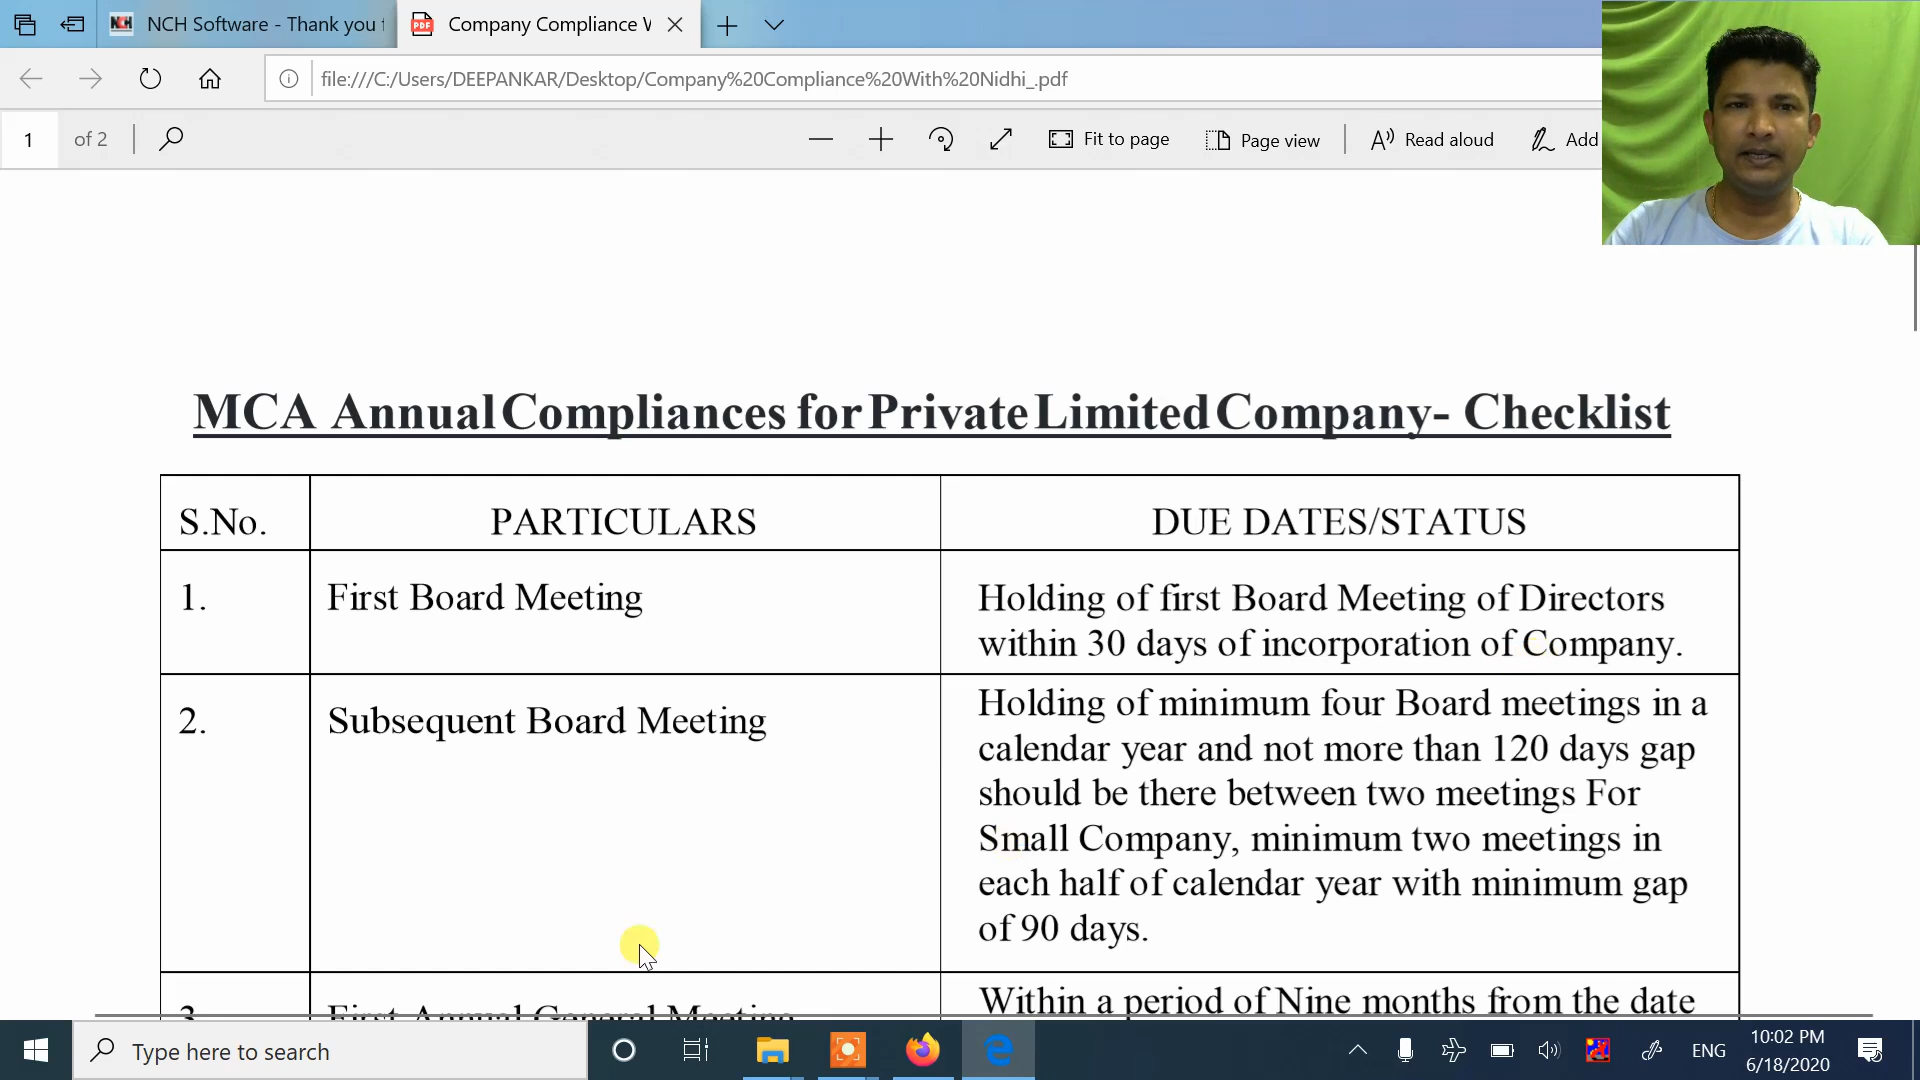 NCH Software - Thank you f
Company Compliance W
file:///C:/Users/DEEPANKAR/Desktop/Company%20Compliance%20With%20Nidhi_.pdf
1 of 2
Fit to page
Page view
Read aloud
Add
MCA Annual Compliances for Private Limited Company- Checklist
S.No. PARTICULARS DUE DATES/STATUS
1. First Board Meeting Holding of first Board Meeting of Directors
within 30 days of incorporation of Company.
2. Subsequent Board Meeting Holding of minimum four Board meetings in a
calendar year and not more than 120 days gap
should be there between two meetings For
Small Company, minimum two meetings in
each half of calendar year with minimum gap
of 90 days.
3. First Annual General Meeting Within a period of Nine months from the date
Type here to search
ENG
10:02 PM
6/18/2020